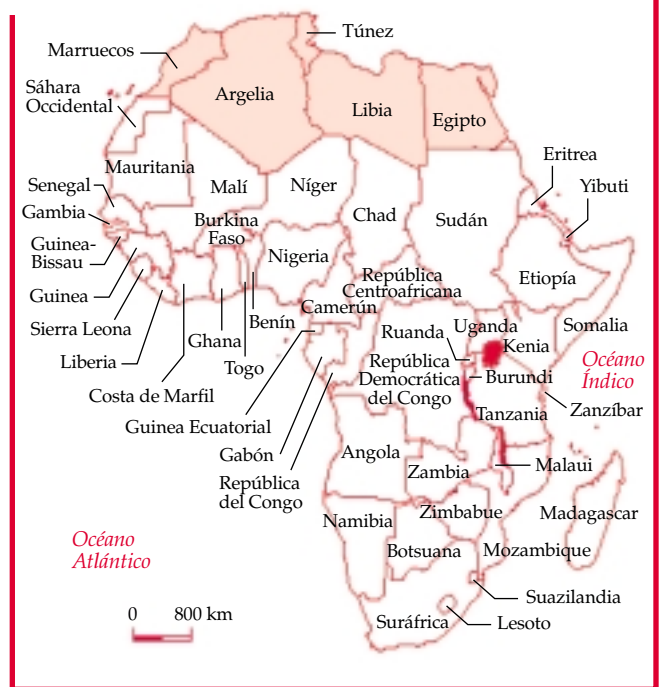 Túnez
Marruecos
Sáhara
Occidental
Argelia
Libia
Egipto
Mauritania
Malí
Níger
Eritrea
Yibuti
Senegal
Gambia
Burkina
Faso
Chad
Sudán
Guinea-
Bissau
Nigeria
Etiopía
Guinea
República
Centroafricana
Sierra Leona
Benín
Camerún
Ghana
Liberia
Togo
Ruanda
Uganda
Somalia
Kenia
Costa de Marfil
República
Democrática
del Congo
Burundi
Océano
Índico
Guinea Ecuatorial
Tanzania
Zanzíbar
Gabón
República
del Congo
Angola
Zambia
Malaui
Namibia
Zimbabue
Madagascar
Océano
Atlántico
Botsuana
Mozambique
Suazilandia
0 800 km
Suráfrica
Lesoto